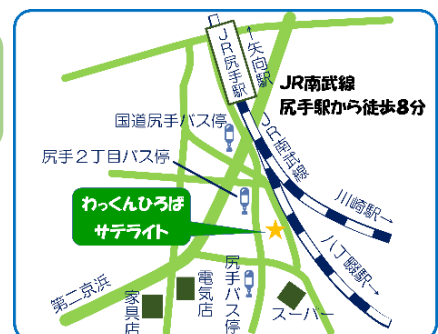 JR尻手駅
↑矢向駅
JR南武線
尻手駅から徒歩8分
国道尻手バス停
JR南武線
尻手2丁目バス停
わっくんひろば
サテライト
川崎駅→
八丁畷駅→
第二京浜
家具店
電気店
尻手バス停
スーパー